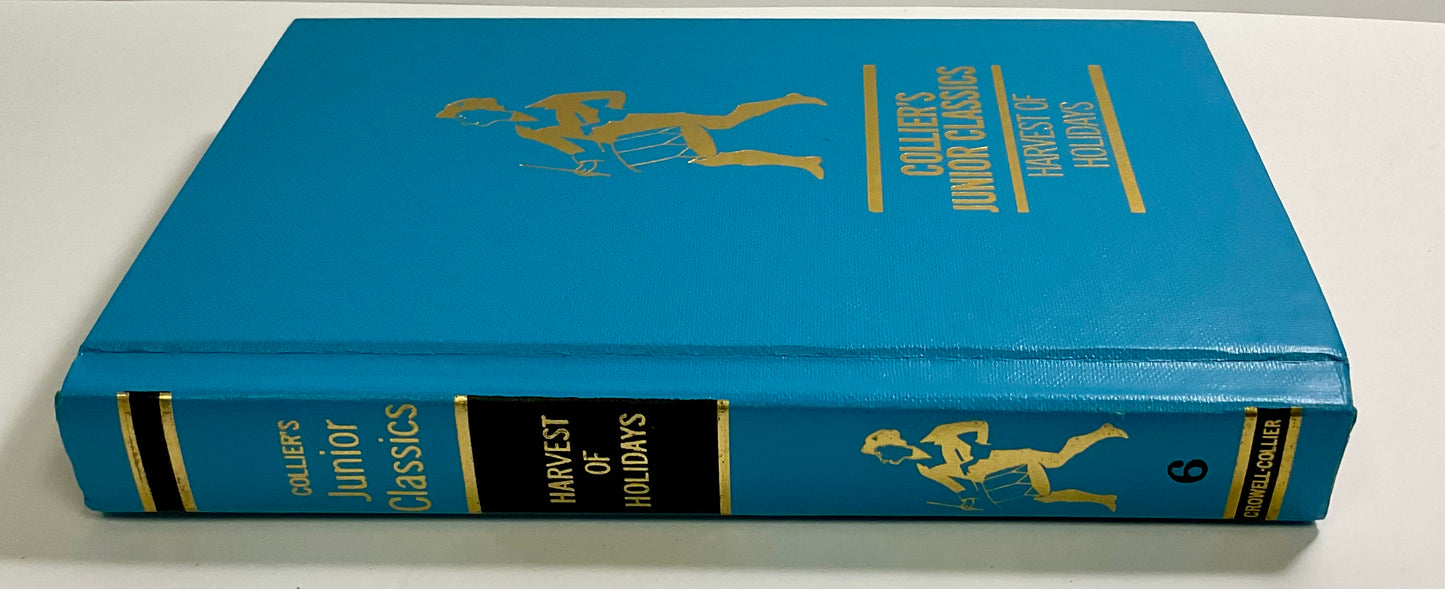 COLLIER'S
JUNIOR CLASSICS
HARVEST OF
HOLIDAYS
COLLIER'S
Junior
Classics
HARVEST
OF
HOLIDAYS
6
CROWELL-COLLIER